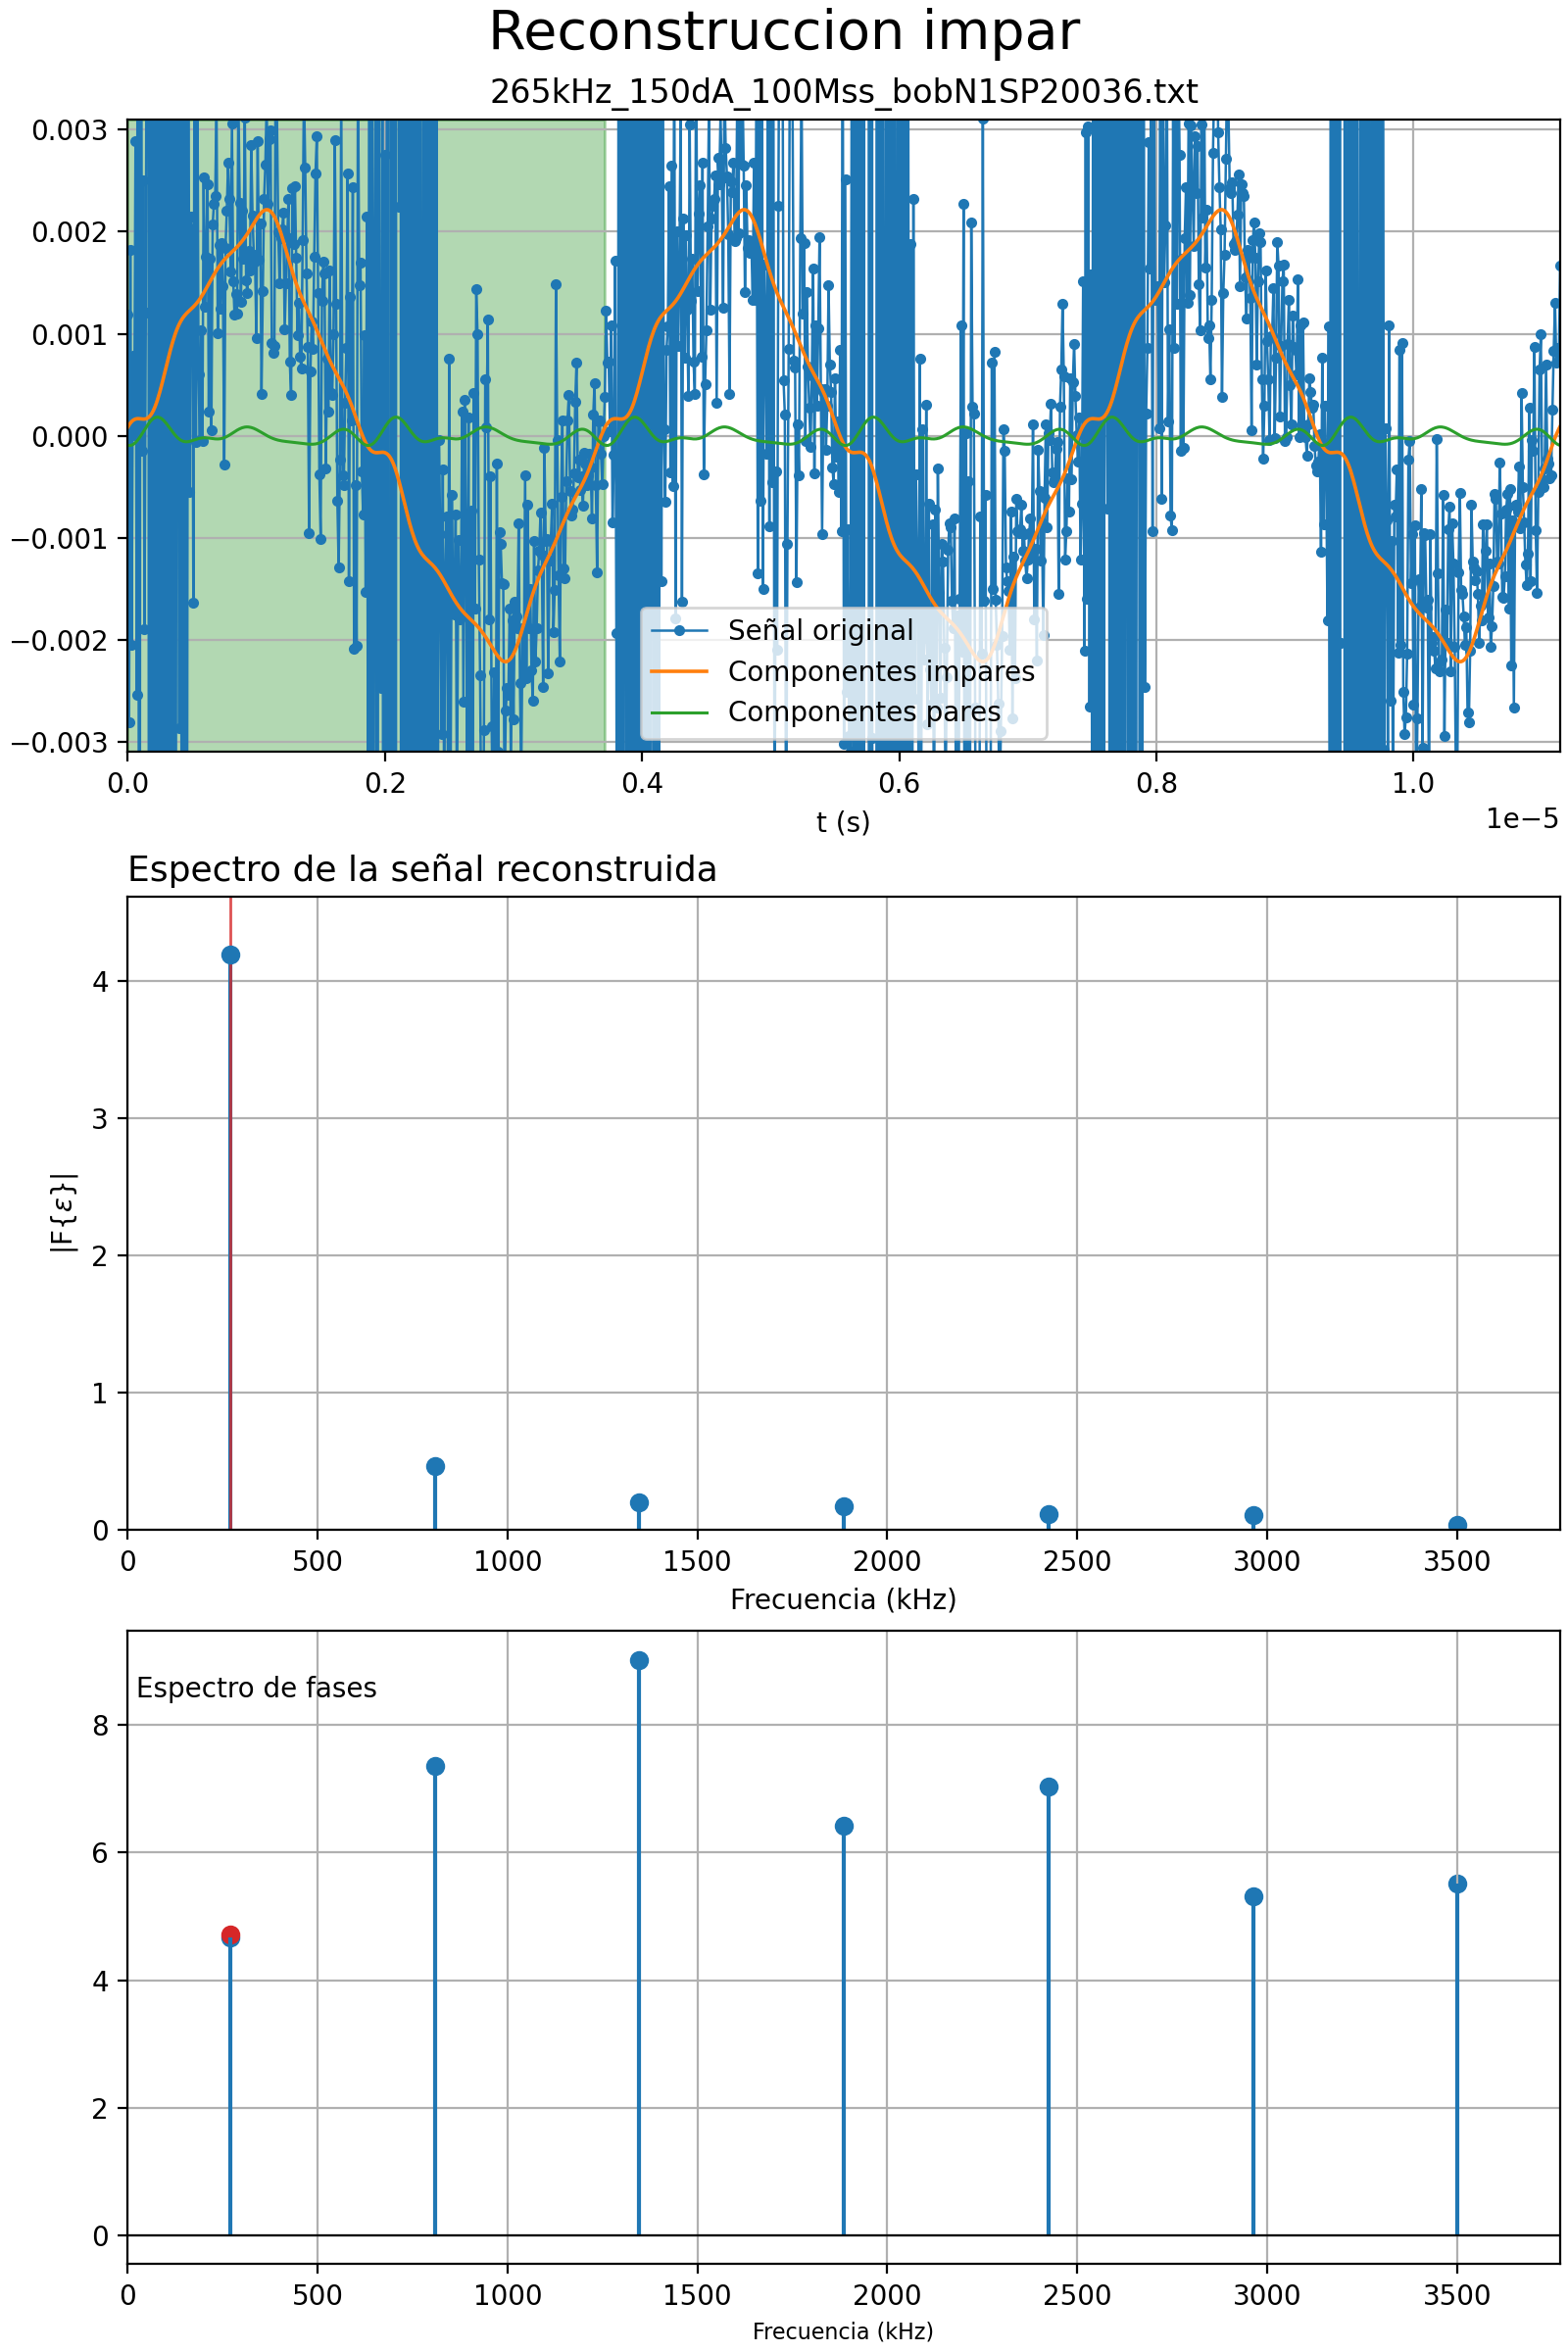 Reconstruccion impar
265kHz_150dA_100Mss_bobN1SP20036.txt
0.003
0.002
0.001
0.000
−0.001
−0.002
−0.003
Señal original
Componentes impares
Componentes pares
0.0 0.2 0.4 0.6 0.8 1.0
1e−5
t (s)
Espectro de la señal reconstruida
4
3
2
1
0
|F{ε}|
0 500 1000 1500 2000 2500 3000 3500
Frecuencia (kHz)
Espectro de fases
8
6
4
2
0
0 500 1000 1500 2000 2500 3000 3500
Frecuencia (kHz)